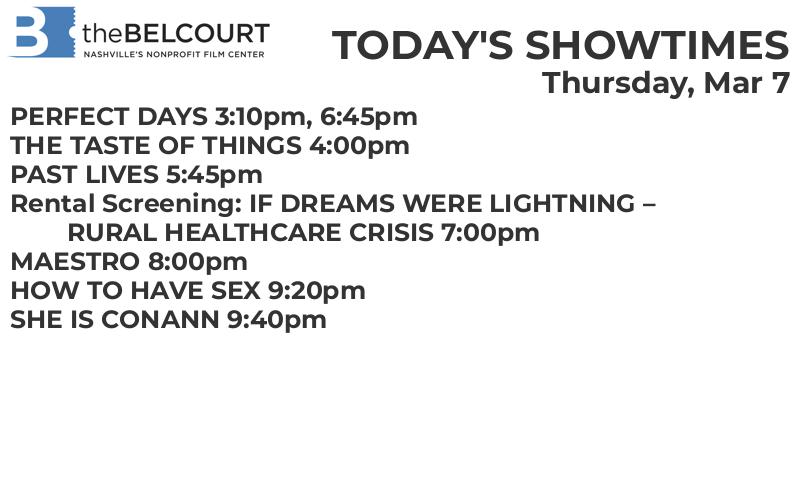 B theBELCOURT
NASHVILLE'S NONPROFIT FILM CENTER
TODAY'S SHOWTIMES
Thursday, Mar 7
PERFECT DAYS 3:10pm, 6:45pm
THE TASTE OF THINGS 4:00pm
PAST LIVES 5:45pm
Rental Screening: IF DREAMS WERE LIGHTNING –
RURAL HEALTHCARE CRISIS 7:00pm
MAESTRO 8:00pm
HOW TO HAVE SEX 9:20pm
SHE IS CONANN 9:40pm